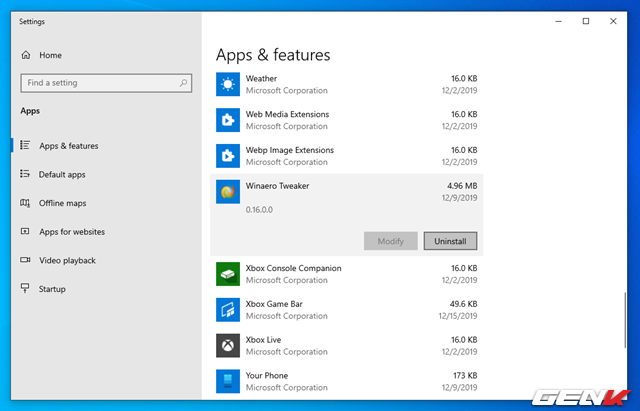 Settings
Home
Find a setting
Apps
Apps & features
Default apps
Offline maps
Apps for websites
Video playback
Startup
Apps & features
Weather 16.0 KB
Microsoft Corporation 12/2/2019
Web Media Extensions 16.0 KB
Microsoft Corporation 12/2/2019
Webp Image Extensions 16.0 KB
Microsoft Corporation 12/2/2019
Winaero Tweaker 4.96 MB
12/9/2019
0.16.0.0
Modify Uninstall
Xbox Console Companion 16.0 KB
Microsoft Corporation 12/2/2019
Xbox Game Bar 49.6 KB
Microsoft Corporation 12/15/2019
Xbox Live 16.0 KB
Microsoft Corporation 12/2/2019
Your Phone 173 KB
Microsoft Corporation 12/9/2019
GENK